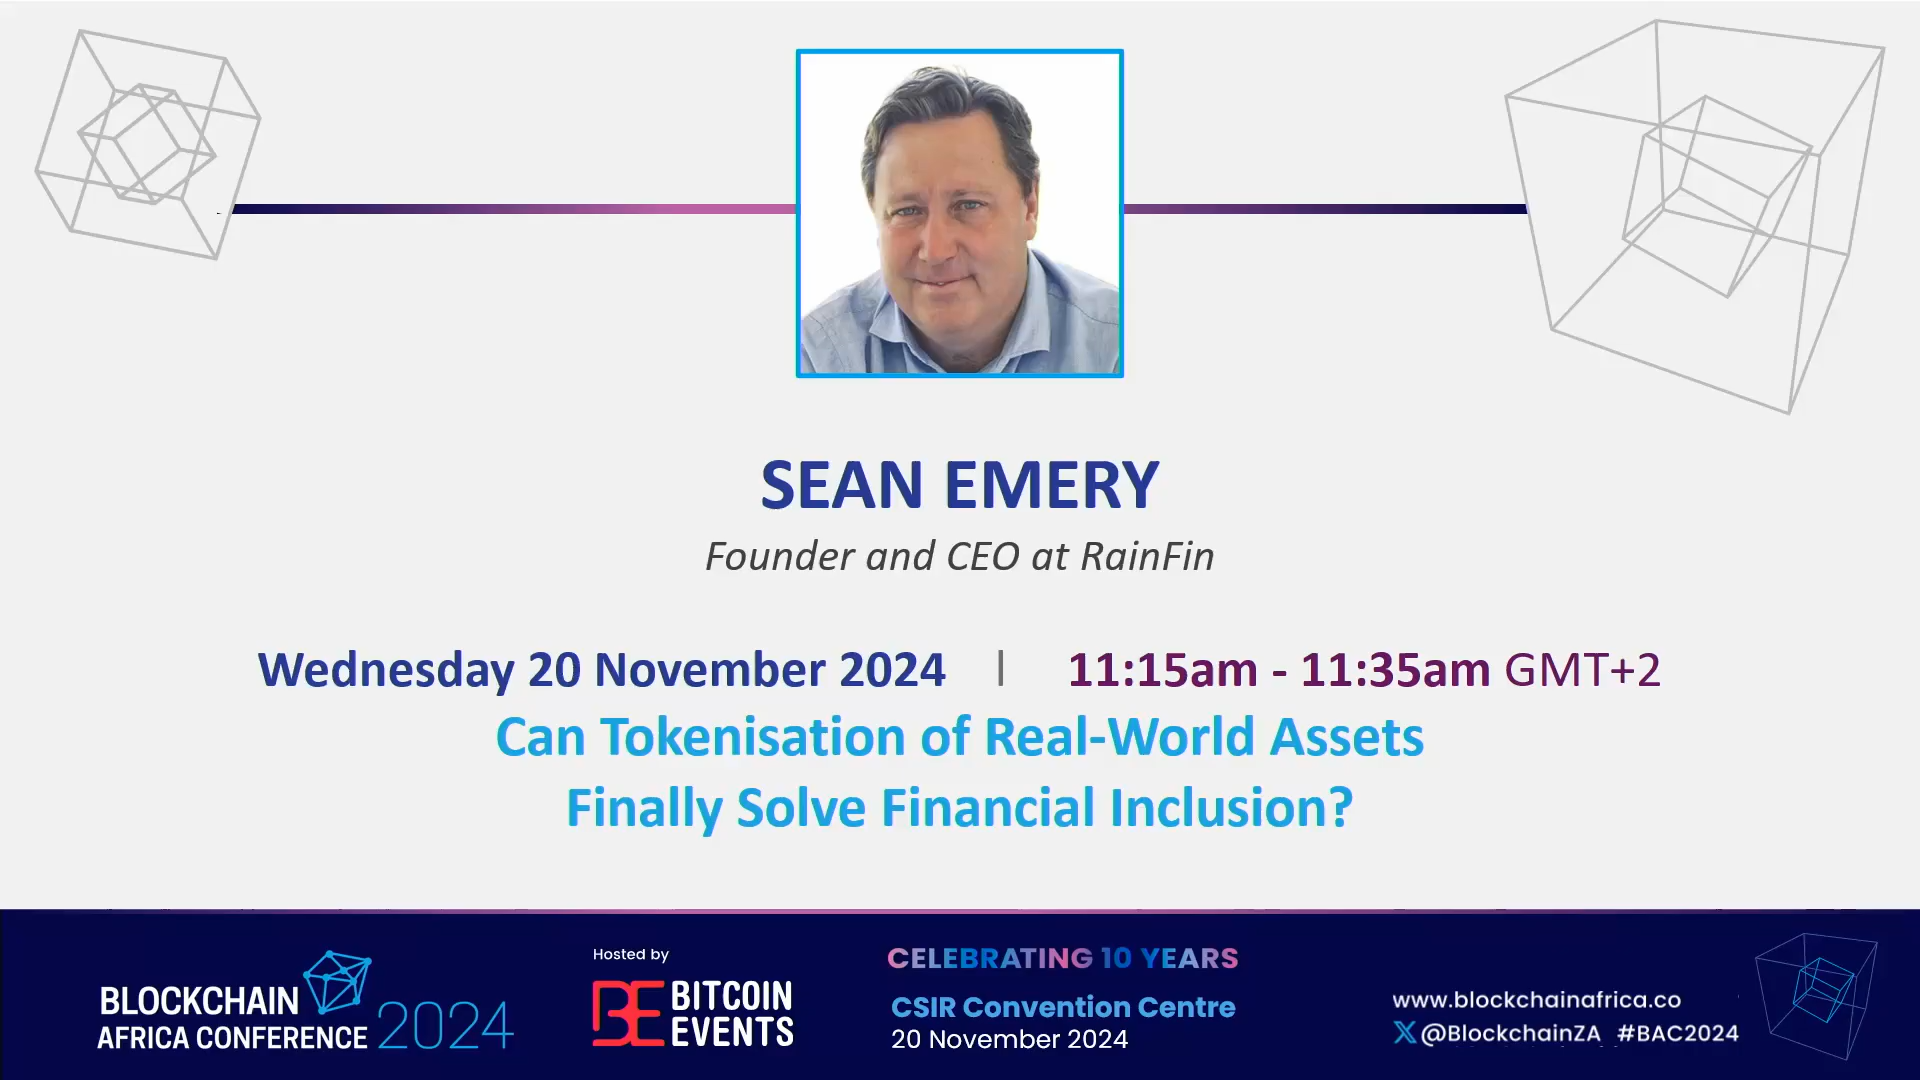 SEAN EMERY
Founder and CEO at RainFin
Wednesday 20 November 2024 | 11:15am - 11:35am GMT+2
Can Tokenisation of Real-World Assets
Finally Solve Financial Inclusion?
BLOCKCHAIN
AFRICA CONFERENCE 2024
Hosted by
BE BITCOIN
EVENTS
CELEBRATING 10 YEARS
CSIR Convention Centre
20 November 2024
www.blockchainafrica.co
X @BlockchainZA #BAC2024